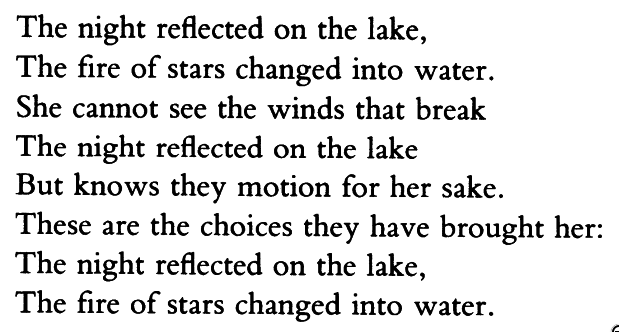 The night reflected on the lake,
The fire of stars changed into water.
She cannot see the winds that break
The night reflected on the lake
But knows they motion for her sake.
These are the choices they have brought her:
The night reflected on the lake,
The fire of stars changed into water.